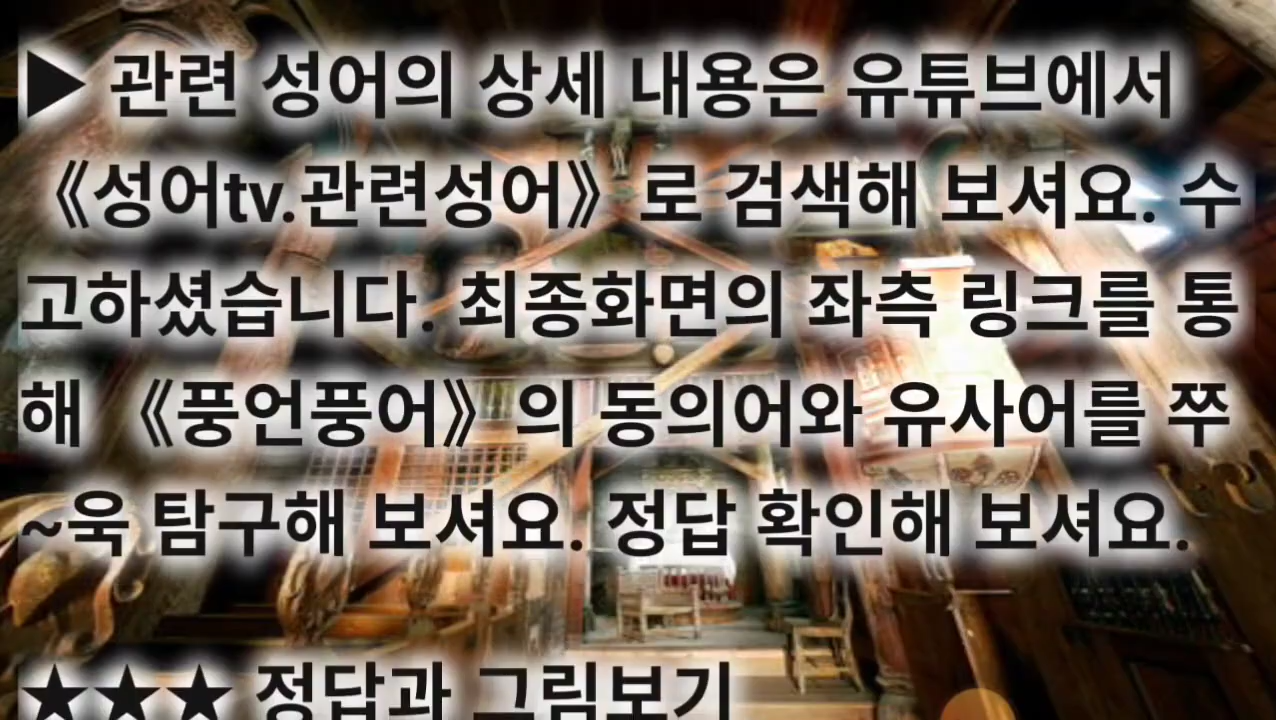 ▶ 관련 성어의 상세 내용은 유튜브에서
《성어tv.관련성어》로 검색해 보셔요. 수
고하셨습니다. 최종화면의 좌측 링크를 통
해 《풍언풍어》의 동의어와 유사어를 쭈
~욱 탐구해 보셔요. 정답 확인해 보셔요.
★★★ 정답과 그림보기